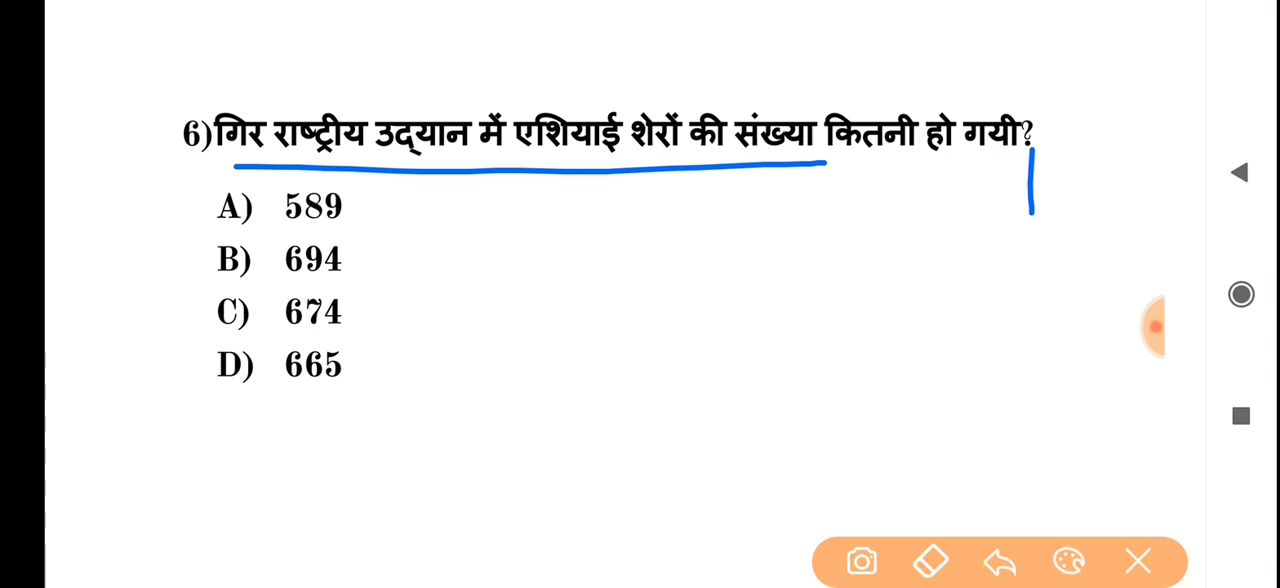 6)गिर राष्ट्रीय उद्यान में एशियाई शेरों की संख्या कितनी हो गयी?
A) 589
B) 694
C) 674
D) 665